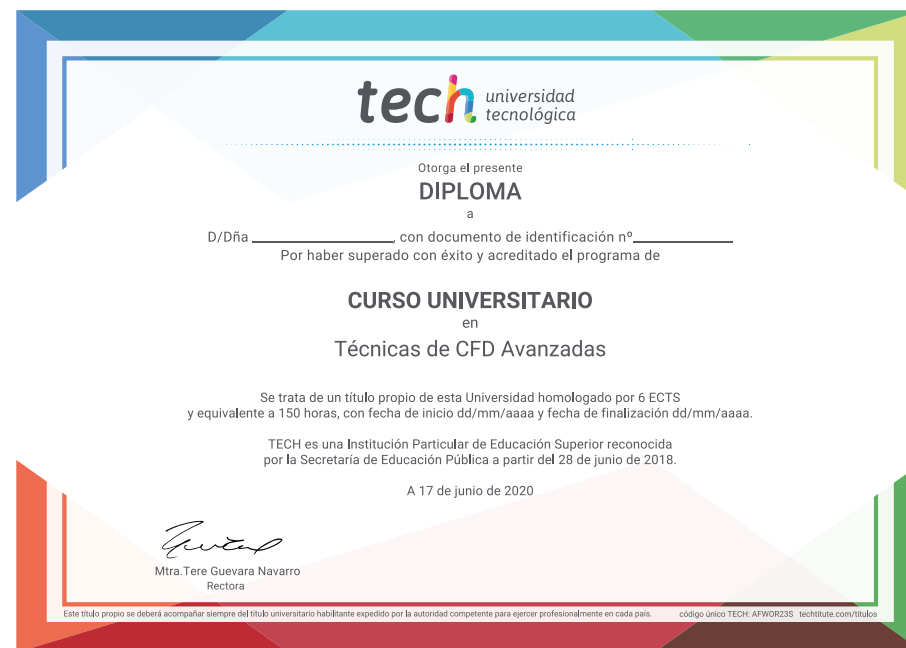 tech universidad
tecnológica
Otorga el presente
DIPLOMA
a
D/Dña ____________________, con documento de identificación nº______________
Por haber superado con éxito y acreditado el programa de
CURSO UNIVERSITARIO
en
Técnicas de CFD Avanzadas
Se trata de un título propio de esta Universidad homologado por 6 ECTS
y equivalente a 150 horas, con fecha de inicio dd/mm/aaaa y fecha de finalización dd/mm/aaaa.
TECH es una Institución Particular de Educación Superior reconocida
por la Secretaría de Educación Pública a partir del 28 de junio de 2018.
A 17 de junio de 2020
Mtra.Tere Guevara Navarro
Rectora
Este título propio se deberá acompañar siempre del título universitario habilitante expedido por la autoridad competente para ejercer profesionalmente en cada país. código único TECH: AFWOR23S techtitute.com/titulos